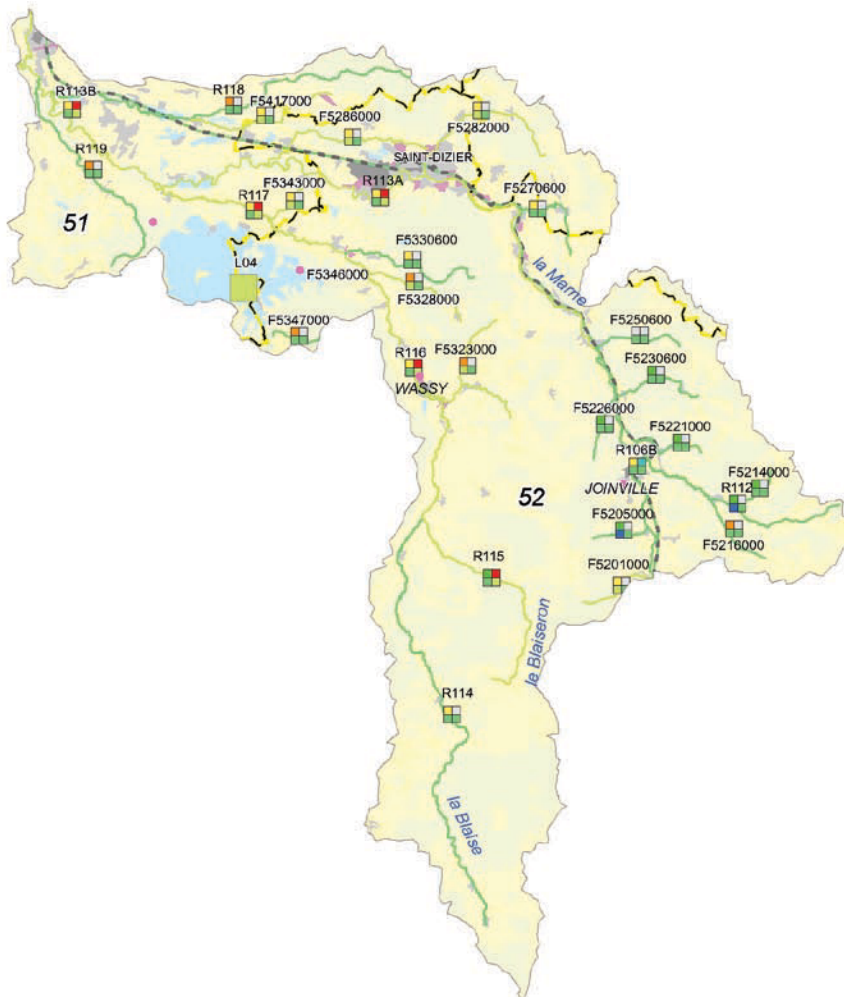 R113B
R118
F5417000
F5286000
F5282000
SAINT-DIZIER
R119
R117
F5343000
R113A
F5270600
51
L04
F5346000
F5330600
F5328000
la Marne
F5347000
F5250600
R116
F5323000
WASSY
F5230600
F5226000
F5221000
R106B
JOINVILLE
F5214000
R112
52
F5205000
F5216000
R115
F5201000
le Blaiseron
R114
la Blaise